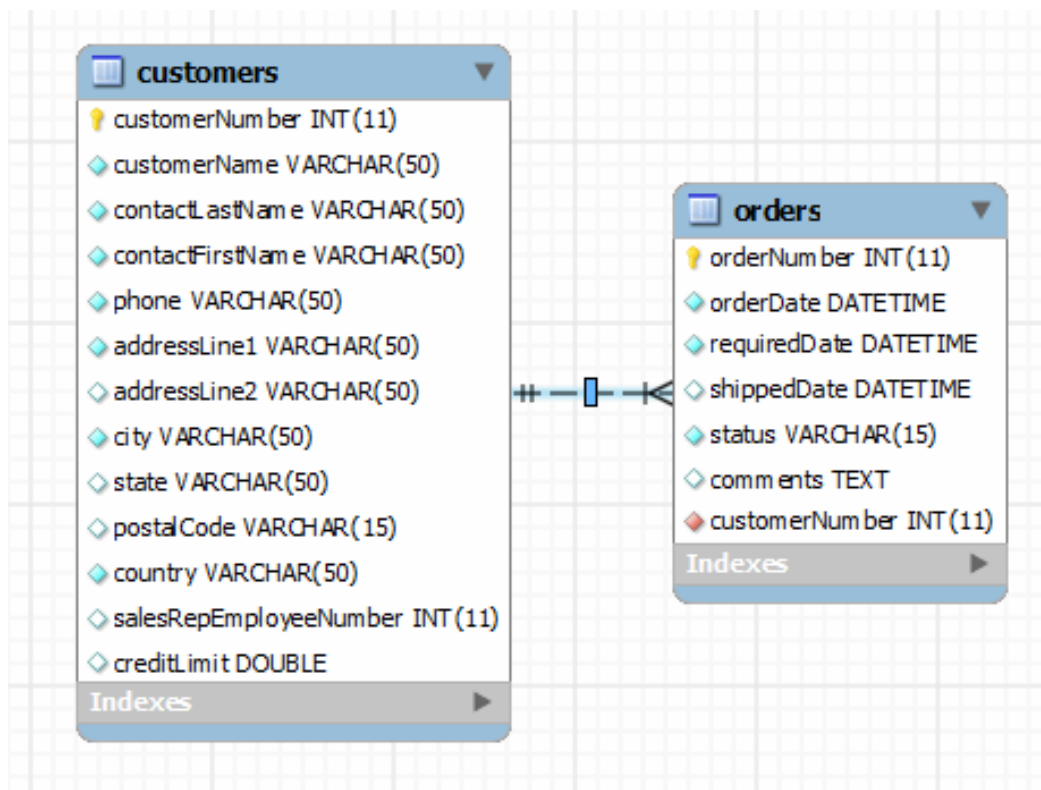 customers
customerNumber INT(11)
customerName VARCHAR(50)
contactLastName VARCHAR(50)
contactFirstName VARCHAR(50)
phone VARCHAR(50)
addressLine1 VARCHAR(50)
addressLine2 VARCHAR(50)
city VARCHAR(50)
state VARCHAR(50)
postalCode VARCHAR(15)
country VARCHAR(50)
salesRepEmployeeNumber INT(11)
creditLimit DOUBLE
Indexes
orders
orderNumber INT(11)
orderDate DATETIME
requiredDate DATETIME
shippedDate DATETIME
status VARCHAR(15)
comments TEXT
customerNumber INT(11)
Indexes